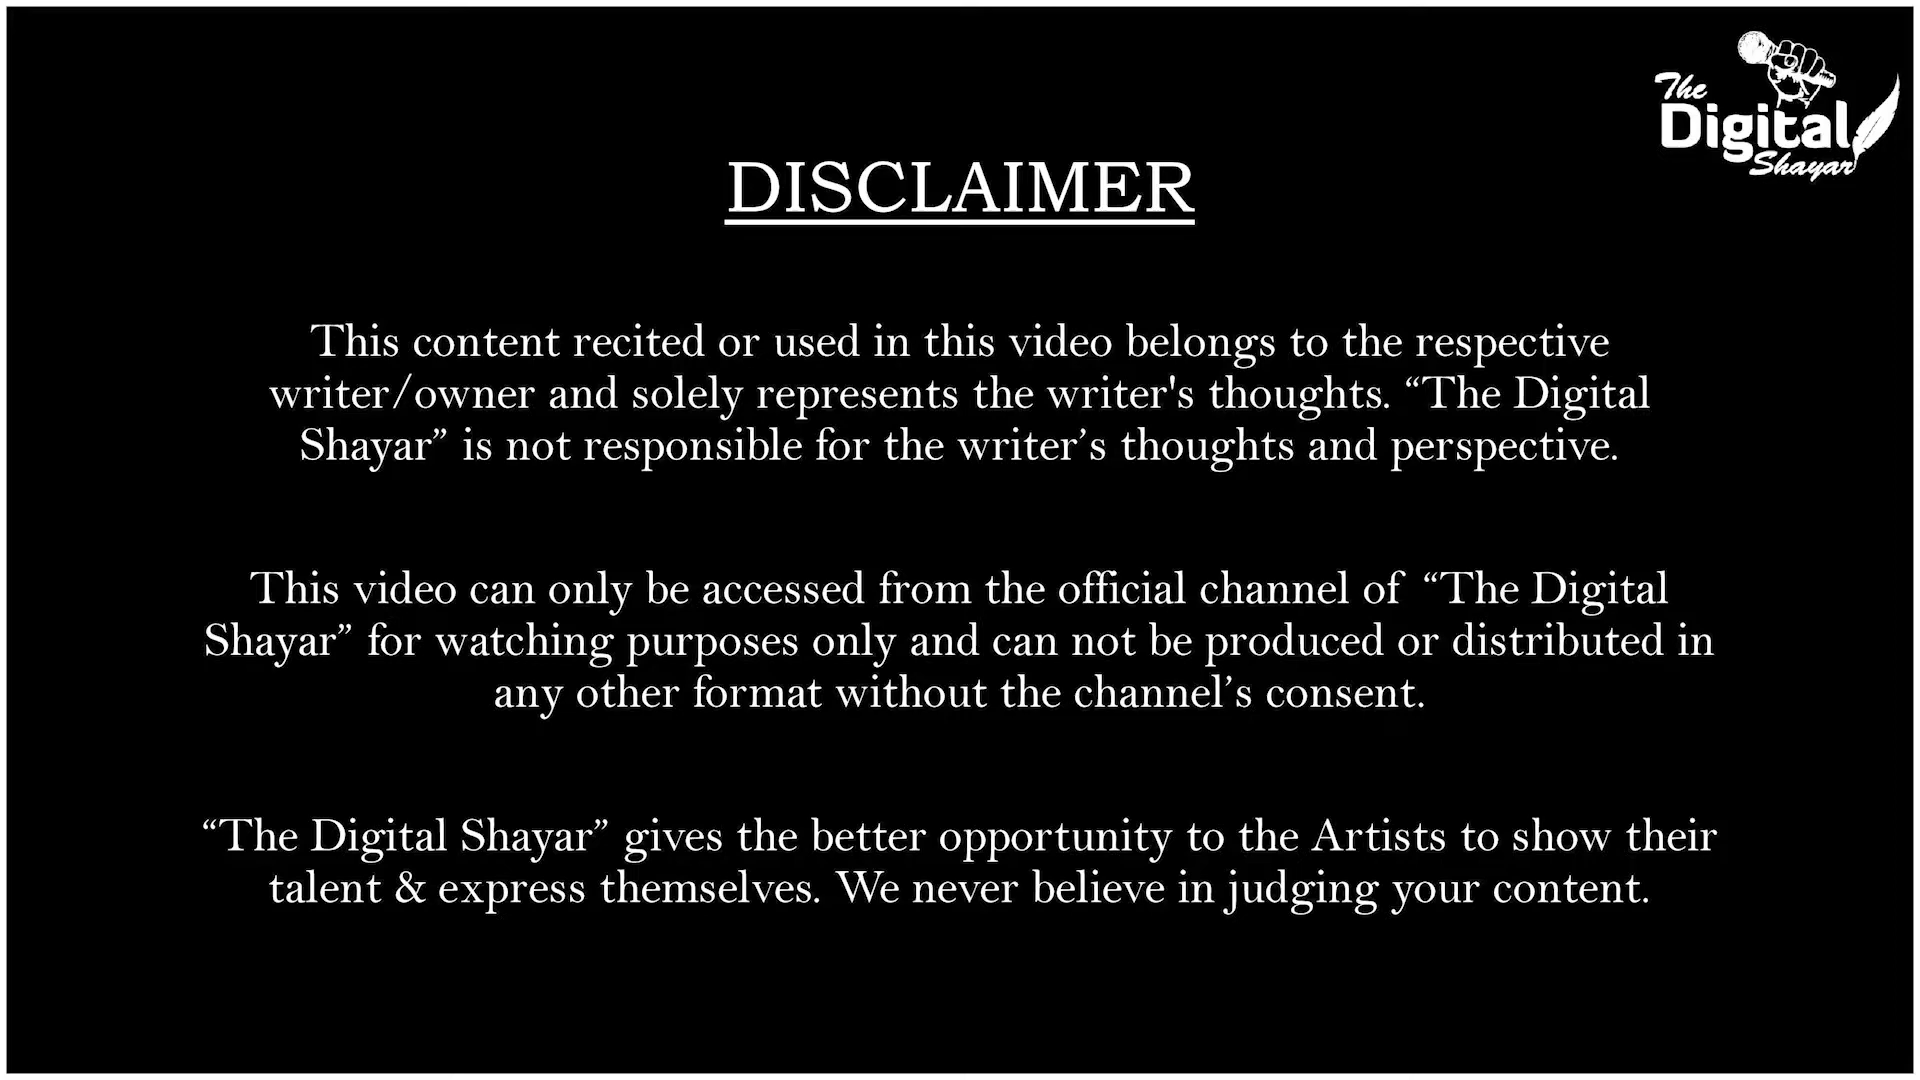 The
Digital
Shayar
DISCLAIMER
This content recited or used in this video belongs to the respective
writer/owner and solely represents the writer's thoughts. “The Digital
Shayar” is not responsible for the writer’s thoughts and perspective.
This video can only be accessed from the official channel of “The Digital
Shayar” for watching purposes only and can not be produced or distributed in
any other format without the channel’s consent.
“The Digital Shayar” gives the better opportunity to the Artists to show their
talent & express themselves. We never believe in judging your content.